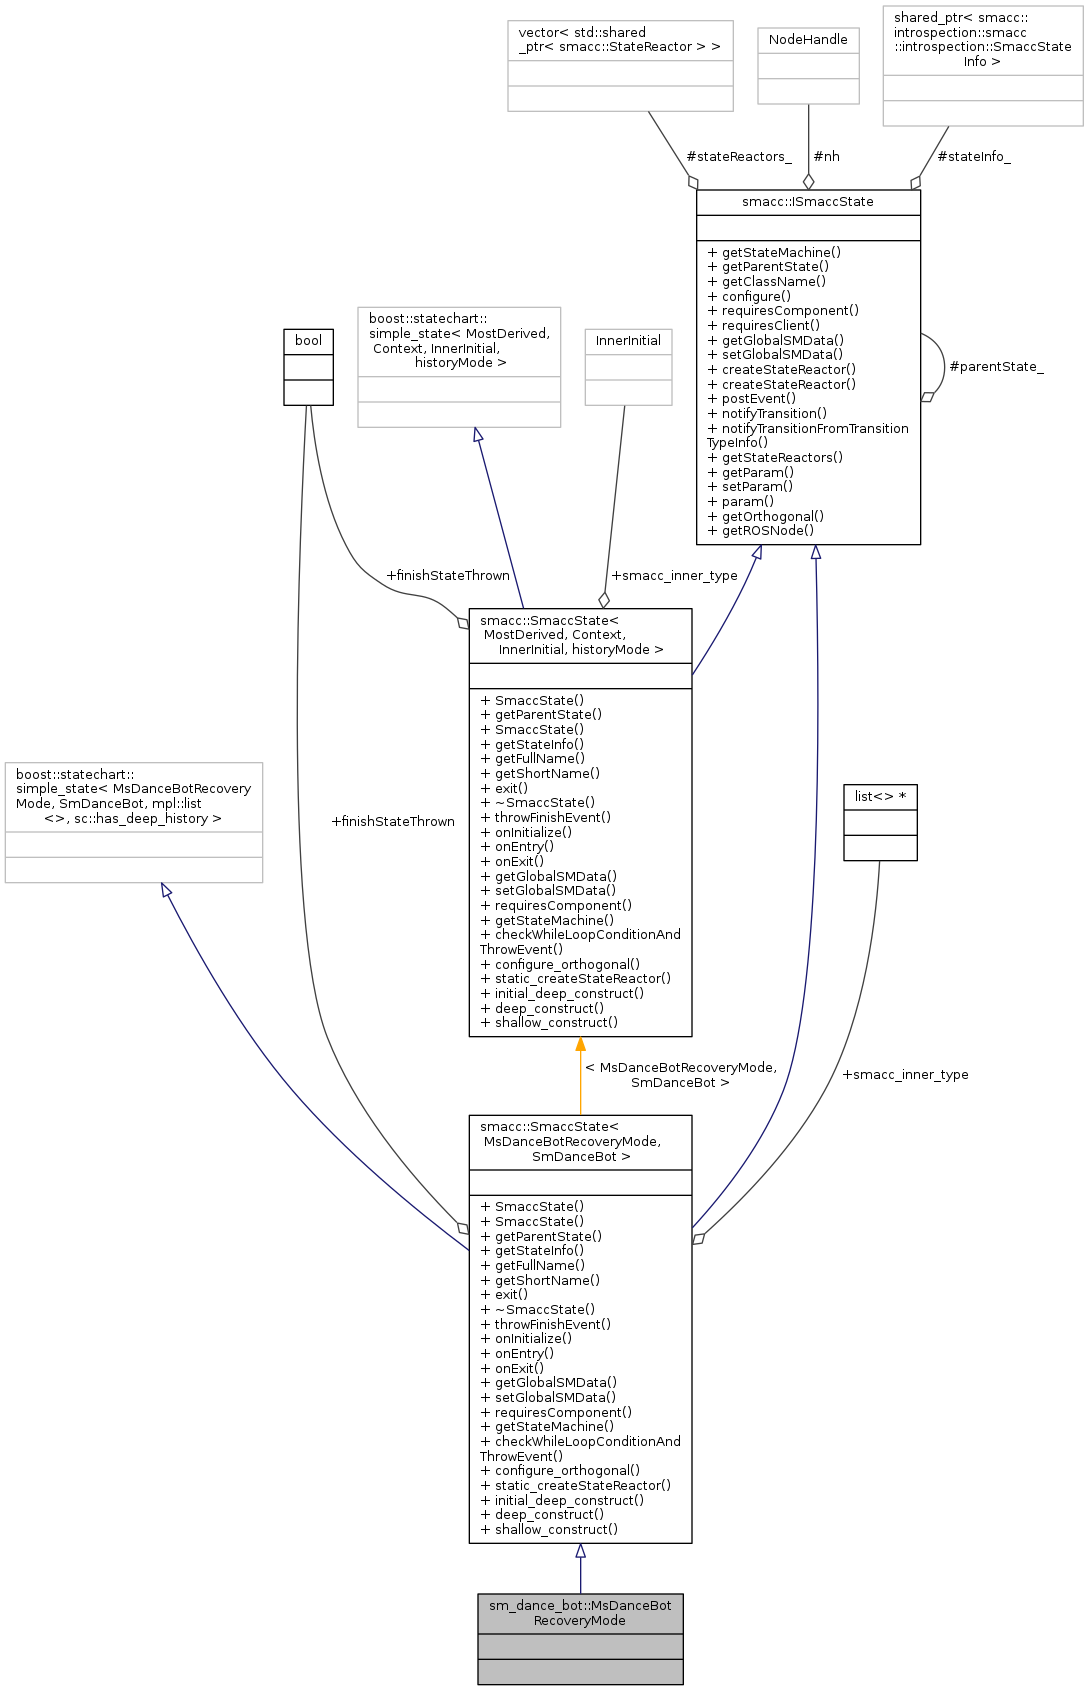 vector< std::shared
_ptr< smacc::StateReactor > >
NodeHandle
shared_ptr< smacc::
introspection::smacc
::introspection::SmaccState
Info >
#stateReactors_
#nh
#stateInfo_
smacc::ISmaccState
+ getStateMachine()
+ getParentState()
+ getClassName()
+ configure()
+ requiresComponent()
+ requiresClient()
+ getGlobalSMData()
+ setGlobalSMData()
+ createStateReactor()
+ createStateReactor()
+ postEvent()
+ notifyTransition()
+ notifyTransitionFromTransition
TypeInfo()
+ getStateReactors()
+ getParam()
+ setParam()
+ param()
+ getOrthogonal()
+ getROSNode()
#parentState_
bool
boost::statechart::
simple_state< MostDerived,
Context, InnerInitial,
historyMode >
InnerInitial
+finishStateThrown
+smacc_inner_type
smacc::SmaccState<
MostDerived, Context,
InnerInitial, historyMode >
+ SmaccState()
+ getParentState()
+ SmaccState()
+ getStateInfo()
+ getFullName()
+ getShortName()
+ exit()
+ ~SmaccState()
+ throwFinishEvent()
+ onInitialize()
+ onEntry()
+ onExit()
+ getGlobalSMData()
+ setGlobalSMData()
+ requiresComponent()
+ getStateMachine()
+ checkWhileLoopConditionAnd
ThrowEvent()
+ configure_orthogonal()
+ static_createStateReactor()
+ initial_deep_construct()
+ deep_construct()
+ shallow_construct()
boost::statechart::
simple_state< MsDanceBotRecovery
Mode, SmDanceBot, mpl::list
<>, sc::has_deep_history >
+finishStateThrown
list<> *
< MsDanceBotRecoveryMode,
SmDanceBot >
+smacc_inner_type
smacc::SmaccState<
MsDanceBotRecoveryMode,
SmDanceBot >
+ SmaccState()
+ SmaccState()
+ getParentState()
+ getStateInfo()
+ getFullName()
+ getShortName()
+ exit()
+ ~SmaccState()
+ throwFinishEvent()
+ onInitialize()
+ onEntry()
+ onExit()
+ getGlobalSMData()
+ setGlobalSMData()
+ requiresComponent()
+ getStateMachine()
+ checkWhileLoopConditionAnd
ThrowEvent()
+ configure_orthogonal()
+ static_createStateReactor()
+ initial_deep_construct()
+ deep_construct()
+ shallow_construct()
sm_dance_bot::MsDanceBot
RecoveryMode